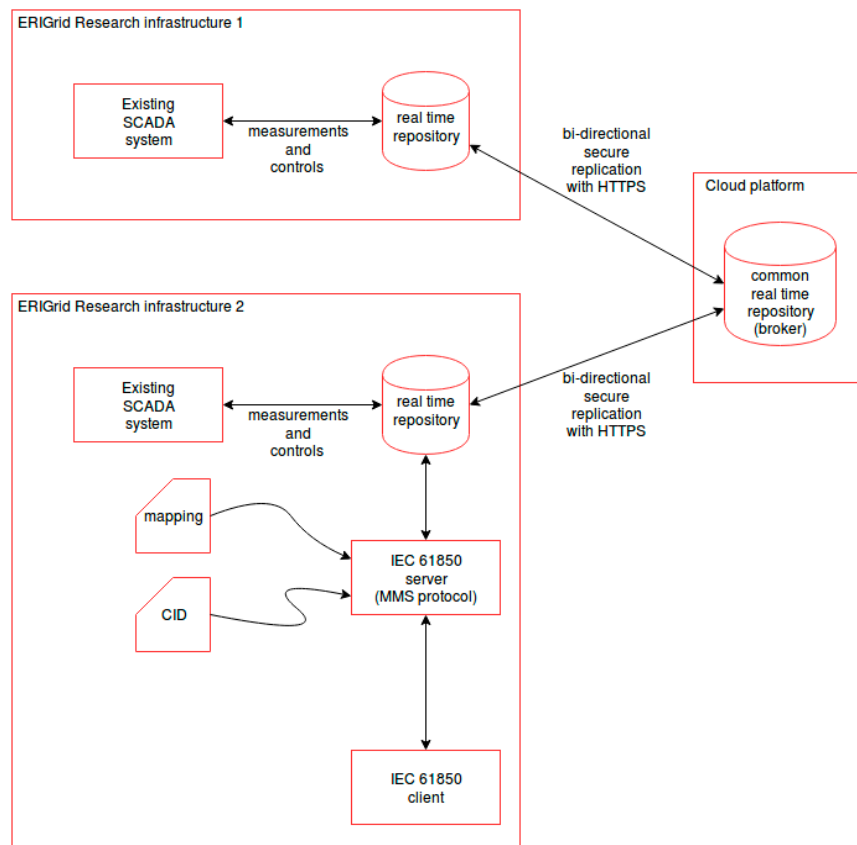 ERIGrid Research infrastructure 1
Existing
SCADA
system
measurements
and
controls
real time
repository
bi-directional
secure
replication
with HTTPS
Cloud platform
common
real time
repository
(broker)
ERIGrid Research infrastructure 2
Existing
SCADA
system
measurements
and
controls
real time
repository
bi-directional
secure
replication
with HTTPS
mapping
CID
IEC 61850
server
(MMS protocol)
IEC 61850
client